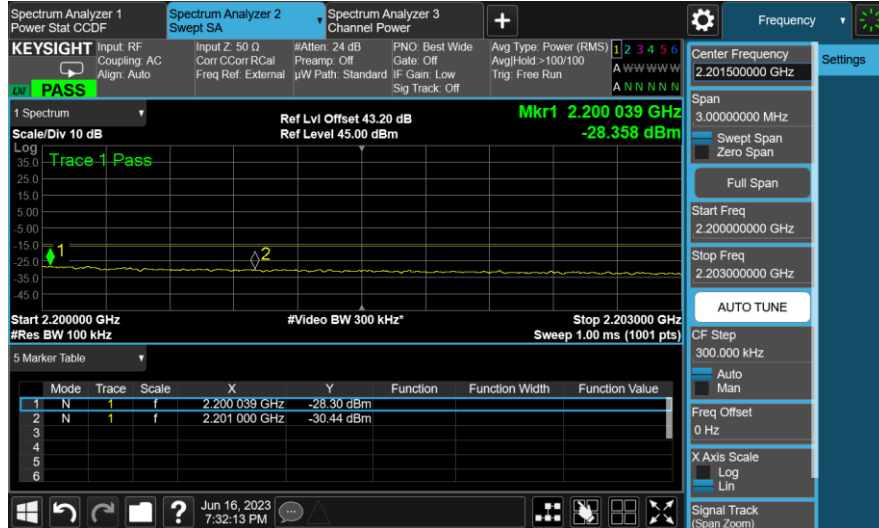 Spectrum Analyzer 1
Power Stat CCDF
Spectrum Analyzer 2
Swept SA
Spectrum Analyzer 3
Channel Power
Frequency
KEYSIGHT
LXI PASS
Input: RF
Coupling: AC
Align: Auto
Input Z: 50 Ω
Corr CCorr RCal
Freq Ref: External
#Atten: 24 dB
Preamp: Off
µW Path: Standard
PNO: Best Wide
Gate: Off
IF Gain: Low
Sig Track: Off
Avg Type: Power (RMS)
Avg|Hold:>100/100
Trig: Free Run
1 2 3 4 5 6
A W W W W W
A N N N N N
1 Spectrum
Scale/Div 10 dB
Ref Lvl Offset 43.20 dB
Ref Level 45.00 dBm
Mkr1 2.200 039 GHz
-28.358 dBm
Log
Trace 1 Pass
35.0
25.0
15.0
5.00
-5.00
-15.0
-35.0
-45.0
1
2
Start 2.200000 GHz
#Res BW 100 kHz
#Video BW 300 kHz*
Stop 2.203000 GHz
Sweep 1.00 ms (1001 pts)
5 Marker Table
Mode Trace Scale X Y Function Function Width Function Value
1 N 1 f 2.200 039 GHz -28.30 dBm
2 N 1 f 2.201 000 GHz -30.44 dBm
3
4
5
6
?
Jun 16, 2023
7:32:13 PM
Center Frequency
2.201500000 GHz
Span
3.00000000 MHz
Swept Span
Zero Span
Full Span
Start Freq
2.200000000 GHz
Stop Freq
2.203000000 GHz
AUTO TUNE
CF Step
300.000 kHz
Auto
Man
Freq Offset
0 Hz
X Axis Scale
Log
Lin
Signal Track
(Span Zoom)
Settings